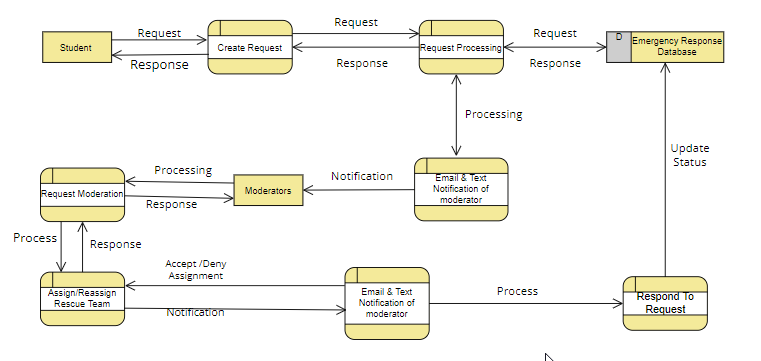 Request
Request
Request
D
Emergency Response
Database
Student
Create Request
Request Processing
Response
Response
Response
Processing
Update
Status
Processing
Notification
Email & Text
Notification of
moderator
Request Moderation
Moderators
Response
Process
Response
Accept /Deny
Assignment
Assign/Reassign
Rescue Team
Email & Text
Notification of
moderator
Process
Respond To
Request
Notification